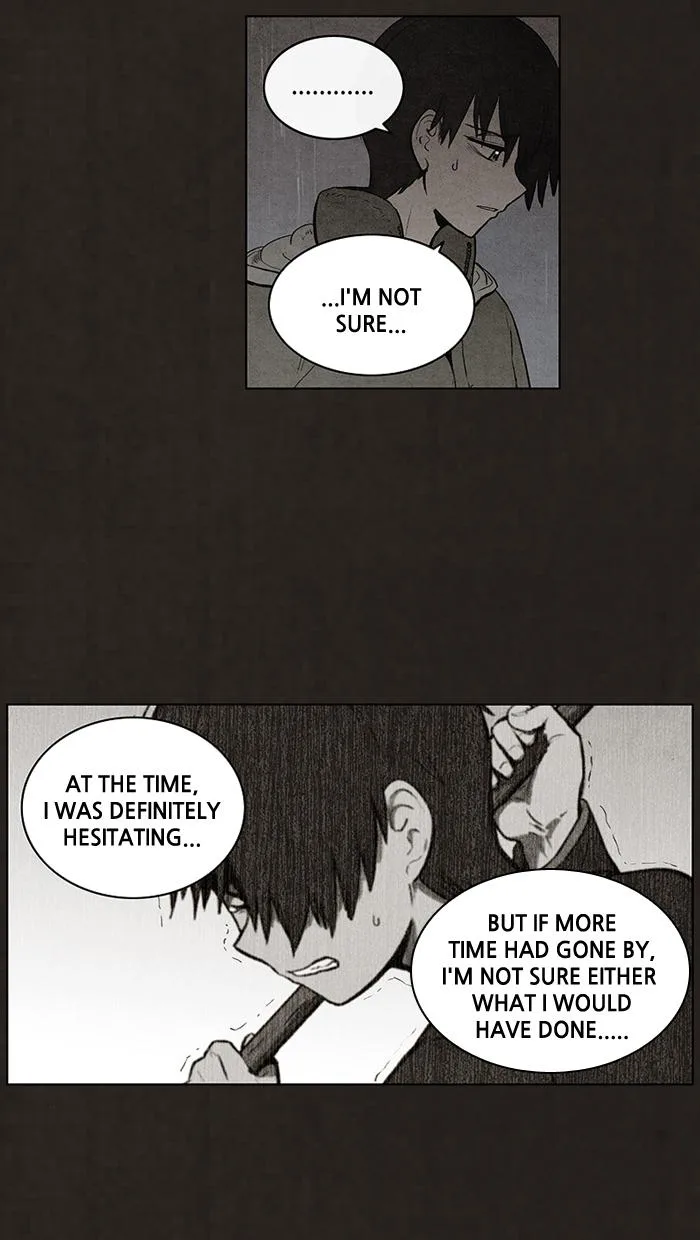 ............
...I'M NOT
SURE...
AT THE TIME,
I WAS DEFINITELY
HESITATING...
BUT IF MORE
TIME HAD GONE BY,
I'M NOT SURE EITHER
WHAT I WOULD
HAVE DONE.....